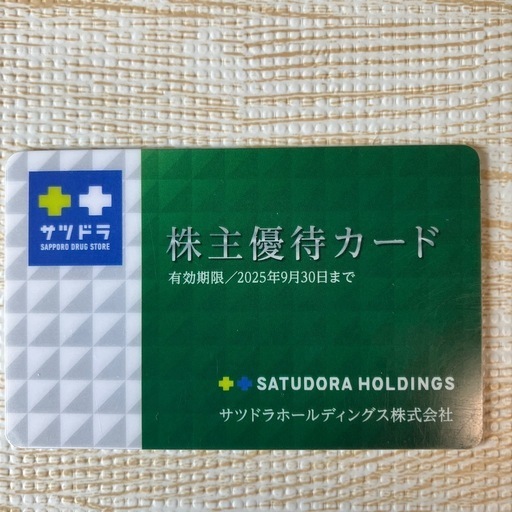 サツドラ
SAPPORO DRUG STORE
株主優待カード
有効期限/2025年9月30日まで
SATUDORA HOLDINGS
サツドラホールディングス株式会社